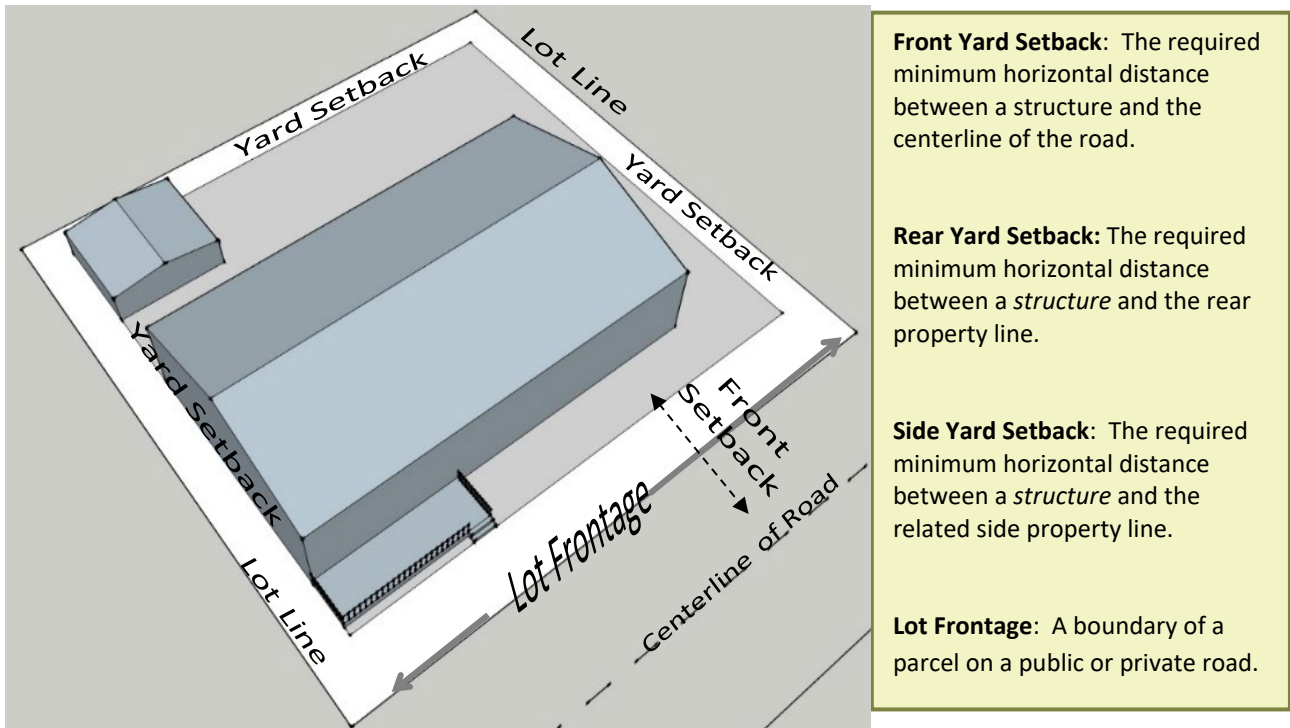 Yard Setback
Lot Line
Yard Setback
Yard Setback
Lot Line
Front
Setback
Lot Frontage
Centerline of Road
Front Yard Setback: The required
minimum horizontal distance
between a structure and the
centerline of the road.
Rear Yard Setback: The required
minimum horizontal distance
between a structure and the rear
property line.
Side Yard Setback: The required
minimum horizontal distance
between a structure and the
related side property line.
Lot Frontage: A boundary of a
parcel on a public or private road.